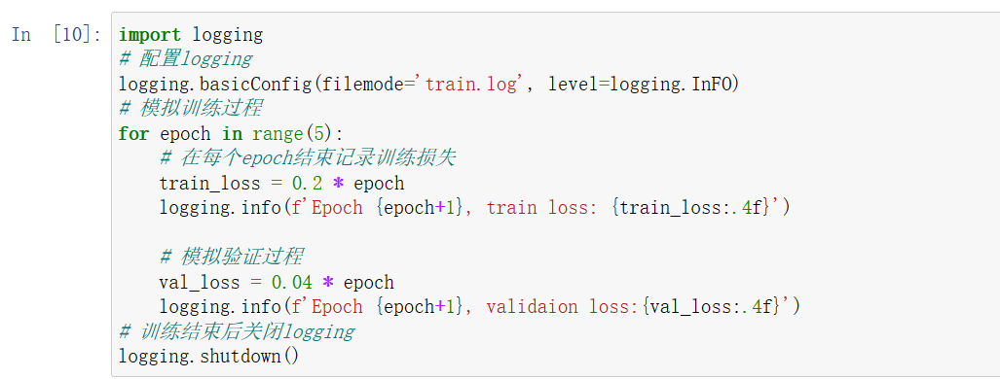 In [10]: import logging
# 配置logging
logging.basicConfig(filemode='train.log', level=logging.InFO)
# 模拟训练过程
for epoch in range(5):
    # 在每个epoch结束记录训练损失
    train_loss = 0.2 * epoch
    logging.info(f'Epoch {epoch+1}, train loss: {train_loss:.4f}')

    # 模拟验证过程
    val_loss = 0.04 * epoch
    logging.info(f'Epoch {epoch+1}, validaion loss:{val_loss:.4f}')
# 训练结束后关闭logging
logging.shutdown()